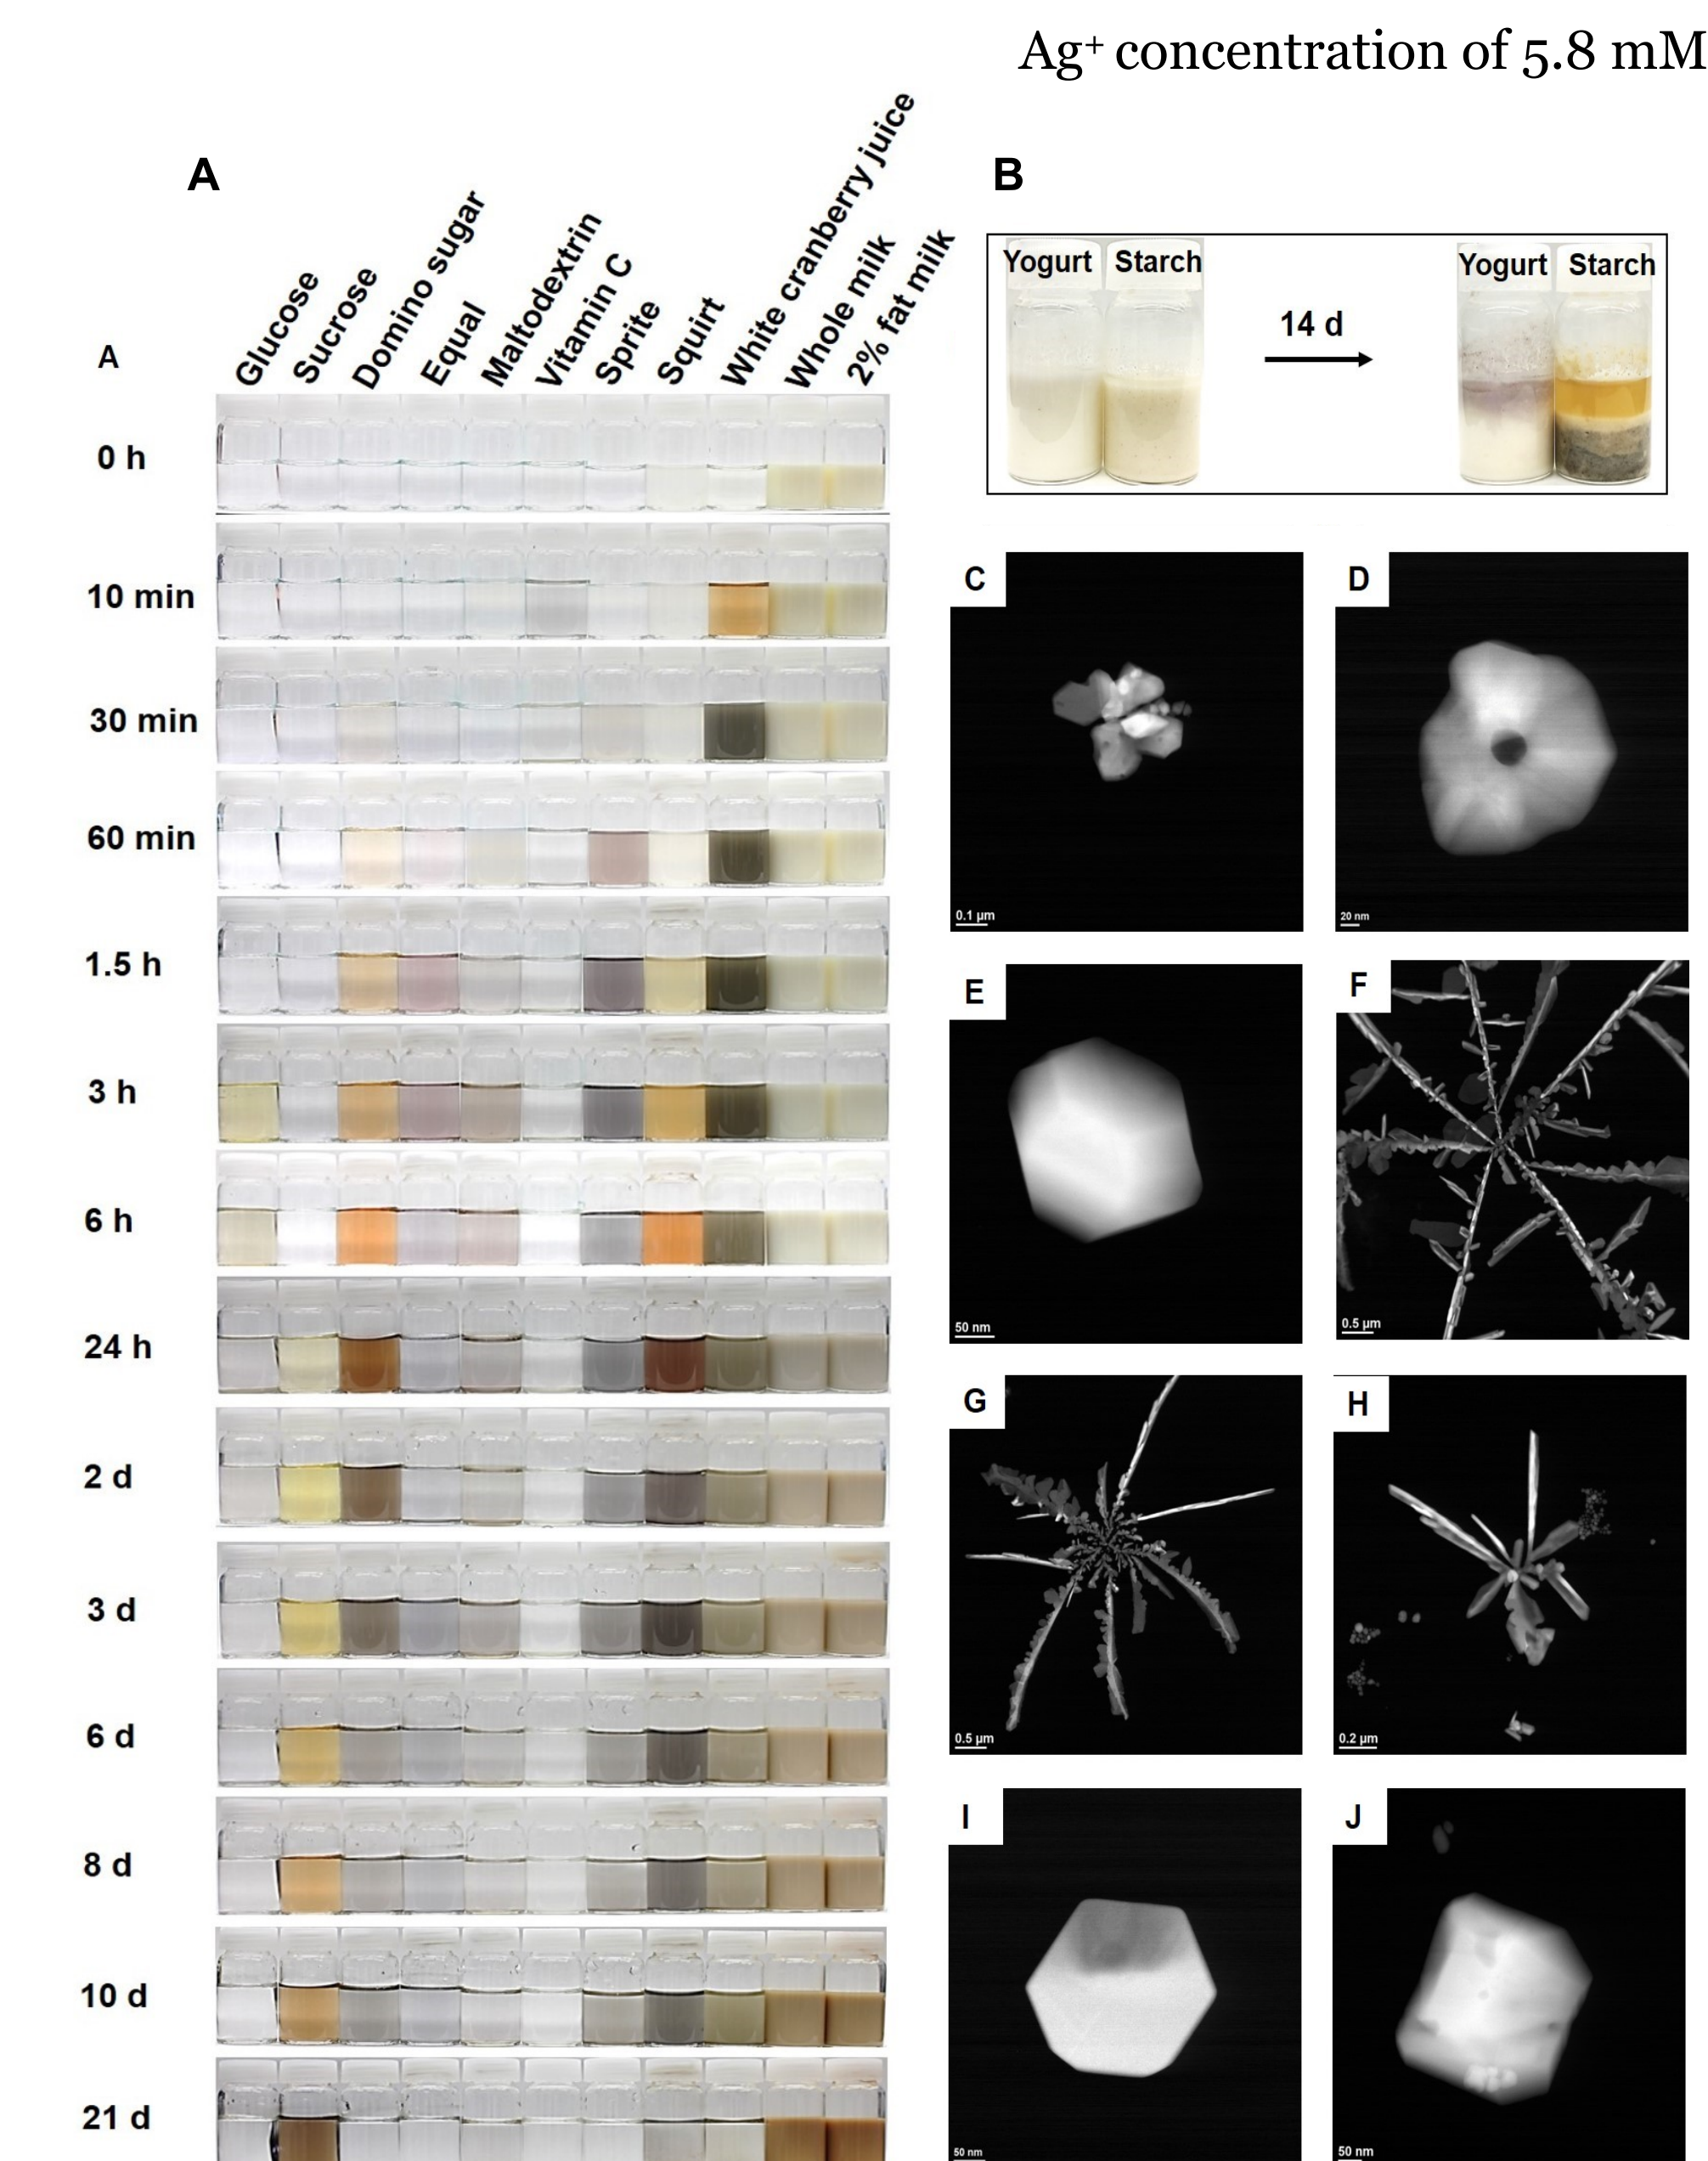 Ag⁺ concentration of 5.8 mM
A
B
A
Glucose
Sucrose
Domino sugar
Equal
Maltodextrin
Vitamin C
Sprite
Squirt
White cranberry juice
Whole milk
2% fat milk
0 h
10 min
30 min
60 min
1.5 h
3 h
6 h
24 h
2 d
3 d
6 d
8 d
10 d
21 d
Yogurt Starch
14 d
Yogurt Starch
C
0.1 µm
D
20 nm
E
50 nm
F
0.5 µm
G
0.5 µm
H
0.2 µm
I
50 nm
J
50 nm